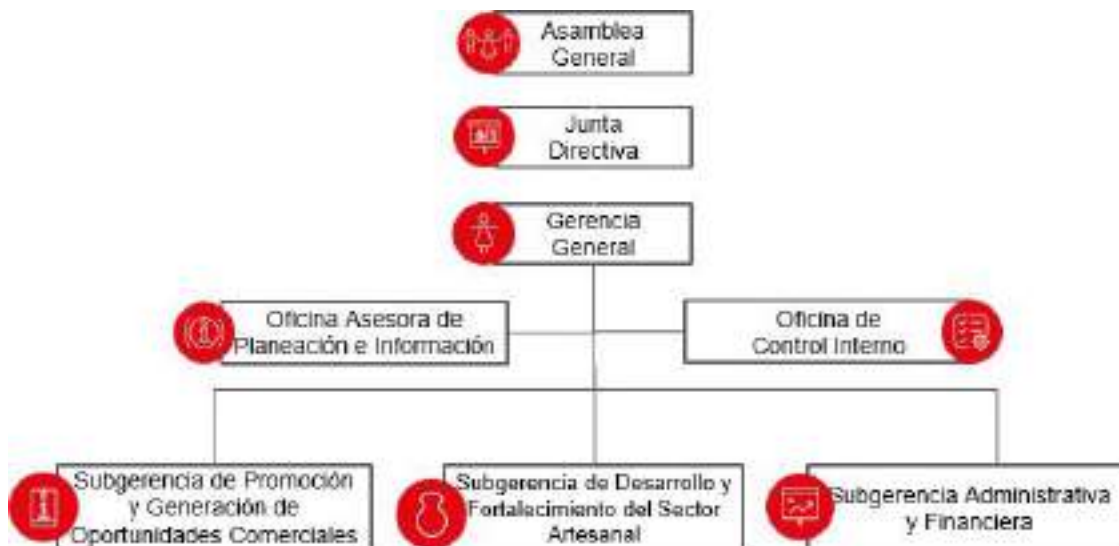 Asamblea
General
Junta
Directiva
Gerencia
General
Oficina Asesora de
Planeación e Información
Oficina de
Control Interno
Subgerencia de Promoción
y Generación de
Oportunidades Comerciales
Subgerencia de Desarrollo y
Fortalecimiento del Sector
Artesanal
Subgerencia Administrativa
y Financiera